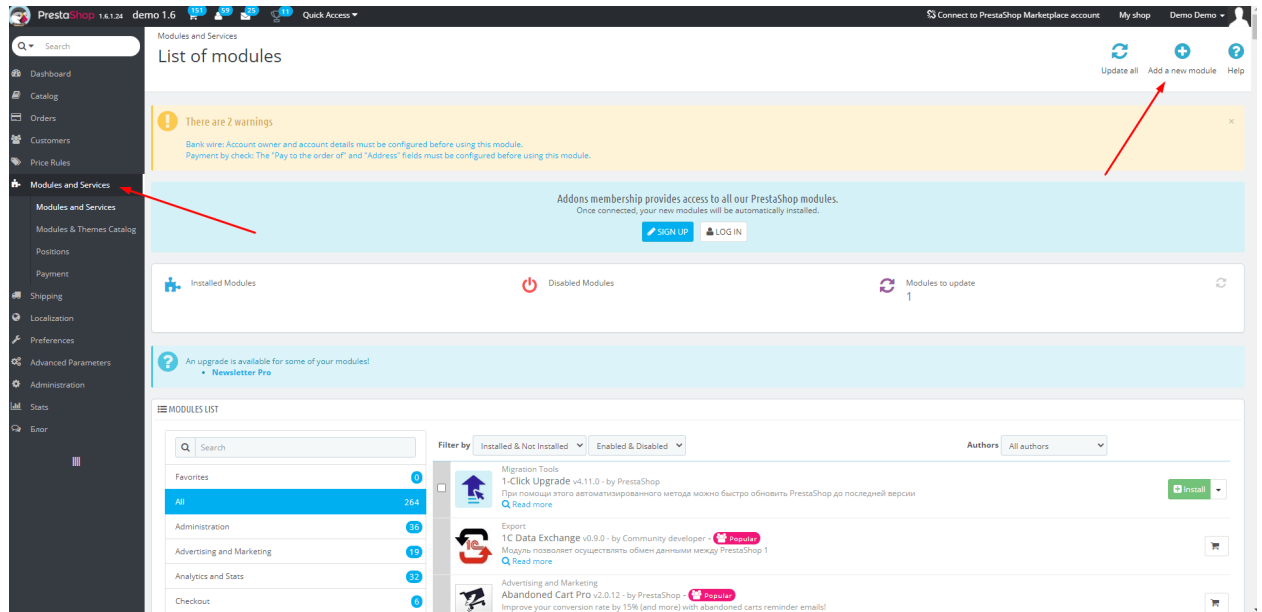 PrestaShop 1.6.1.24 demo 1.6 151 59 25 11 Quick Access
Connect to PrestaShop Marketplace account My shop Demo Demo
Search
Dashboard
Catalog
Orders
Customers
Price Rules
Modules and Services
Modules and Services
Modules & Themes Catalog
Positions
Payment
Shipping
Localization
Preferences
Advanced Parameters
Administration
Stats
Блог
Modules and Services
List of modules
Update all Add a new module Help
There are 2 warnings
×
Bank wire: Account owner and account details must be configured before using this module.
Payment by check: The "Pay to the order of" and "Address" fields must be configured before using this module.
Addons membership provides access to all our PrestaShop modules.
Once connected, your new modules will be automatically installed.
SIGN UP LOG IN
Installed Modules
Disabled Modules
Modules to update
1
An upgrade is available for some of your modules!
• Newsletter Pro
MODULES LIST
Search
Favorites 0
All 264
Administration 36
Advertising and Marketing 19
Analytics and Stats 32
Checkout 6
Filter by Installed & Not Installed Enabled & Disabled Authors All authors
Migration Tools
1-Click Upgrade v4.11.0 - by PrestaShop
При помощи этого автоматизированного метода можно быстро обновить PrestaShop до последней версии
Read more
Install
Export
1C Data Exchange v0.9.0 - by Community developer - Popular
Модуль позволяет осуществлять обмен данными между PrestaShop 1
Read more
1C
Advertising and Marketing
Abandoned Cart Pro v2.0.12 - by PrestaShop - Popular
Improve your conversion rate by 15% (and more) with abandoned carts reminder emails!